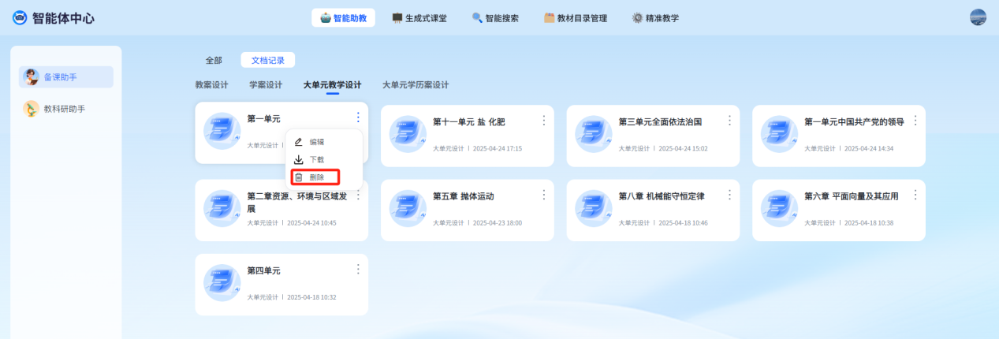 智能体中心
智能助教
生成式课堂
智能搜索
教材目录管理
精准教学
备课助手
教科研助手
全部
文档记录
教案设计
学案设计
大单元教学设计
大单元学历案设计
第一单元
大单元设计
编辑
下载
删除
第十一单元 盐 化肥
大单元设计 | 2025-04-24 17:15
第三单元全面依法治国
大单元设计 | 2025-04-24 15:02
第一单元中国共产党的领导
大单元设计 | 2025-04-24 14:34
第二章资源、环境与区域发
展
大单元设计 | 2025-04-24 10:45
第五章 抛体运动
大单元设计 | 2025-04-23 18:00
第八章 机械能守恒定律
大单元设计 | 2025-04-18 10:46
第六章 平面向量及其应用
大单元设计 | 2025-04-18 10:38
第四单元
大单元设计 | 2025-04-18 10:32